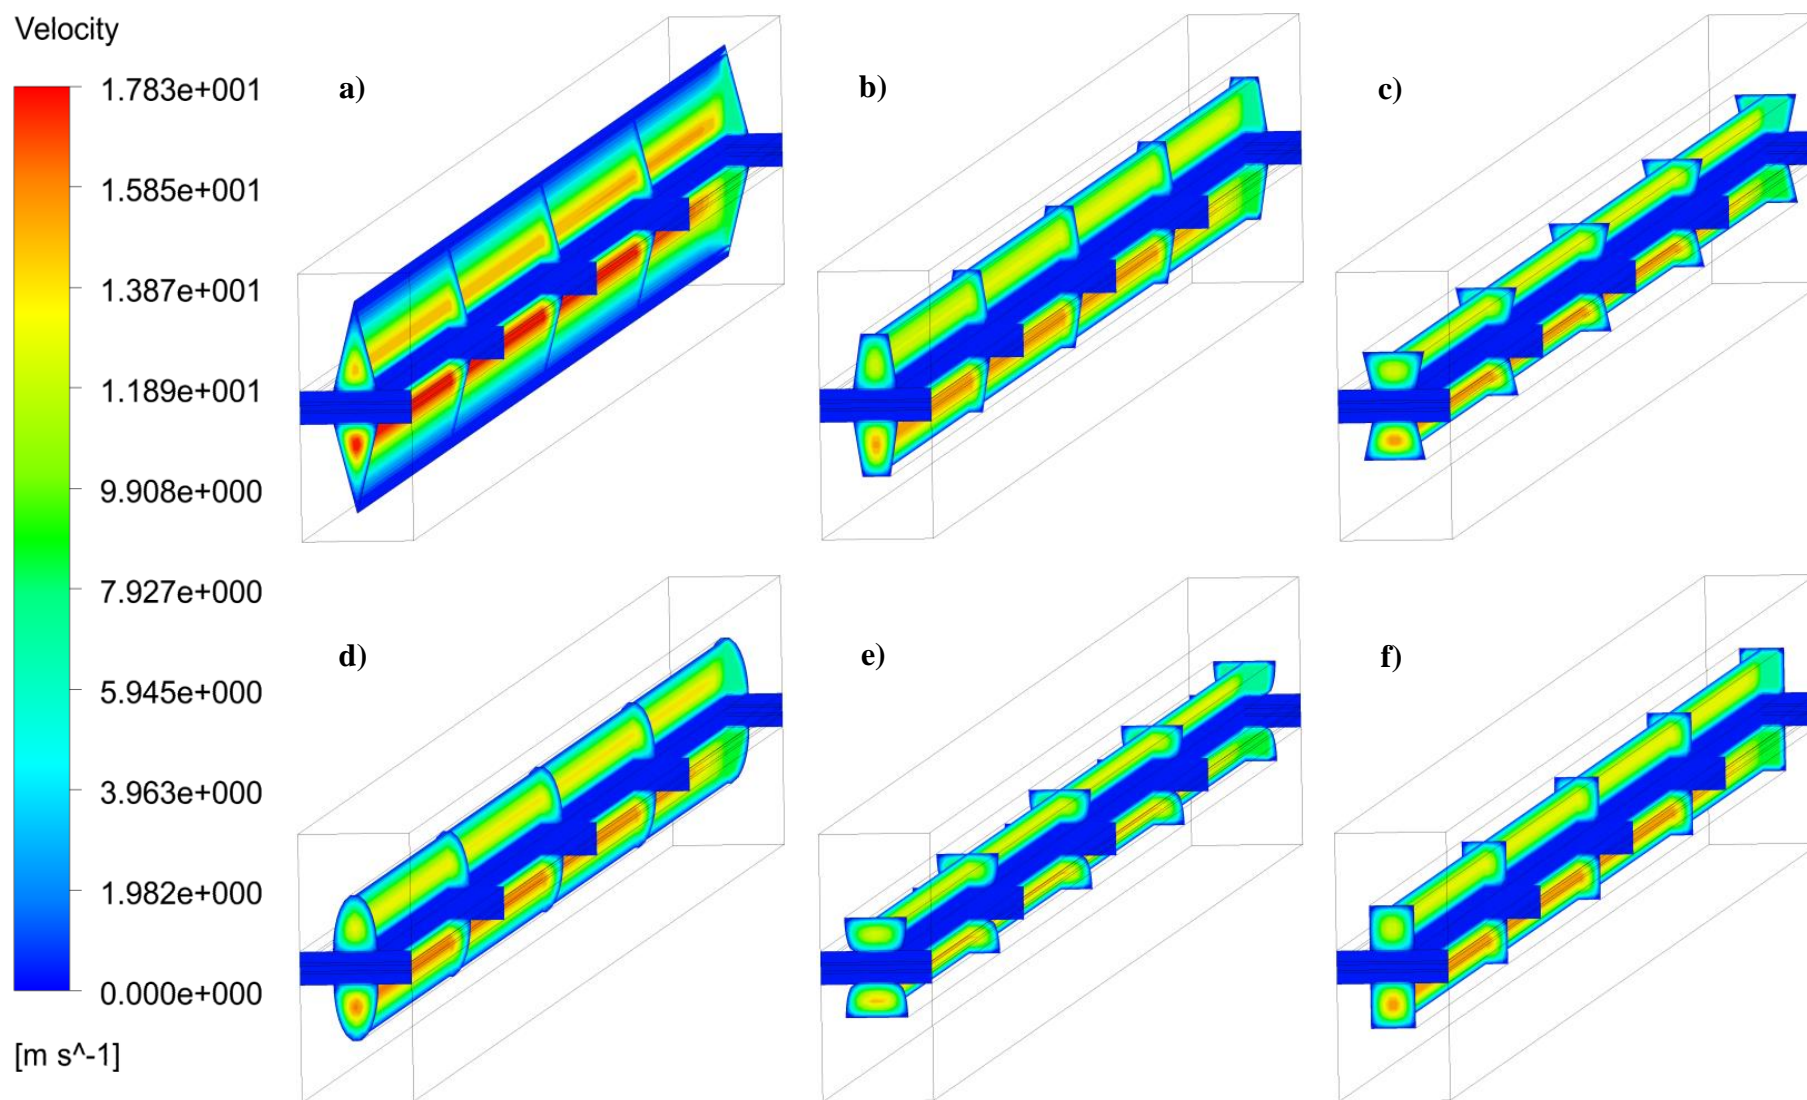 Velocity
1.783e+001
1.585e+001
1.387e+001
1.189e+001
9.908e+000
7.927e+000
5.945e+000
3.963e+000
1.982e+000
0.000e+000
[m s^-1]
a)
b)
c)
d)
e)
f)